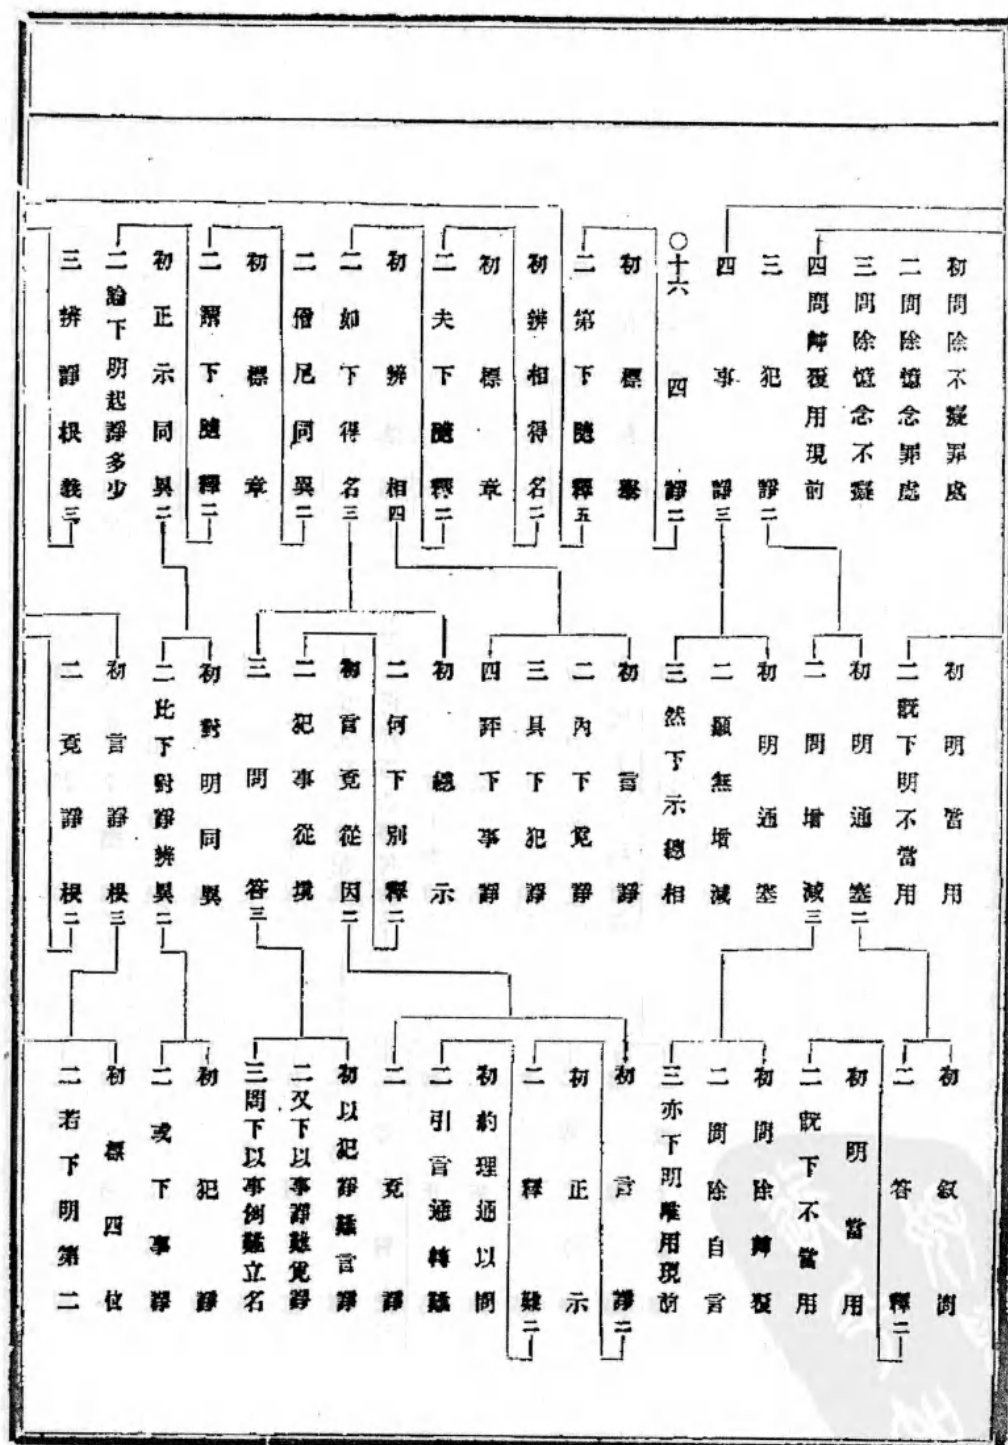 初問除不癡罪處
二問除憶念罪處
三問除憶念不癡
四問歸覆用現前
三犯諍二
四事諍三
○十六四諍二
初標舉
二第下隨釋五
初辨相得名二
初標章
二夫下隨釋二
初辨相四
二如下得名三
二僧尼同異二
初標章
二謂下隨釋二
初正示同異二
二論下明起諍多少
三辨諍根義三
初明當用
二既下明不當用
初明通塞二
二問增減三
初明通塞
二顯無增減
三然下示總相
初言諍
二內下覓諍
三具下犯諍
四評下事諍
初總示
二何下別釋二
初言覓從因二
二犯事從境
三問答三
初對明同異
二比下對諍辨異二
初言諍根三
二覓諍根二
初敘問
二答釋二
初明當用
二既下不當用
初問除歸覆
二問除自言
三亦下明唯用現前
初言諍二
初正示
二釋難二
初約理通以問
二引言通轉難
二覓諍
初以犯諍難言諍
二又下以事諍難覓諍
三問下以事例難立名
初犯諍
二或下事諍
初標四位
二若下明第二